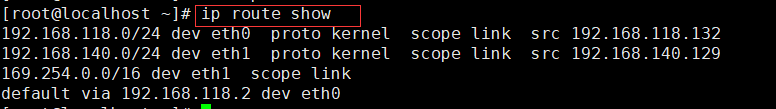 [root@localhost ~]# ip route show
192.168.118.0/24 dev eth0  proto kernel  scope link  src 192.168.118.132
192.168.140.0/24 dev eth1  proto kernel  scope link  src 192.168.140.129
169.254.0.0/16 dev eth1  scope link
default via 192.168.118.2 dev eth0
[root@localhost ~]#